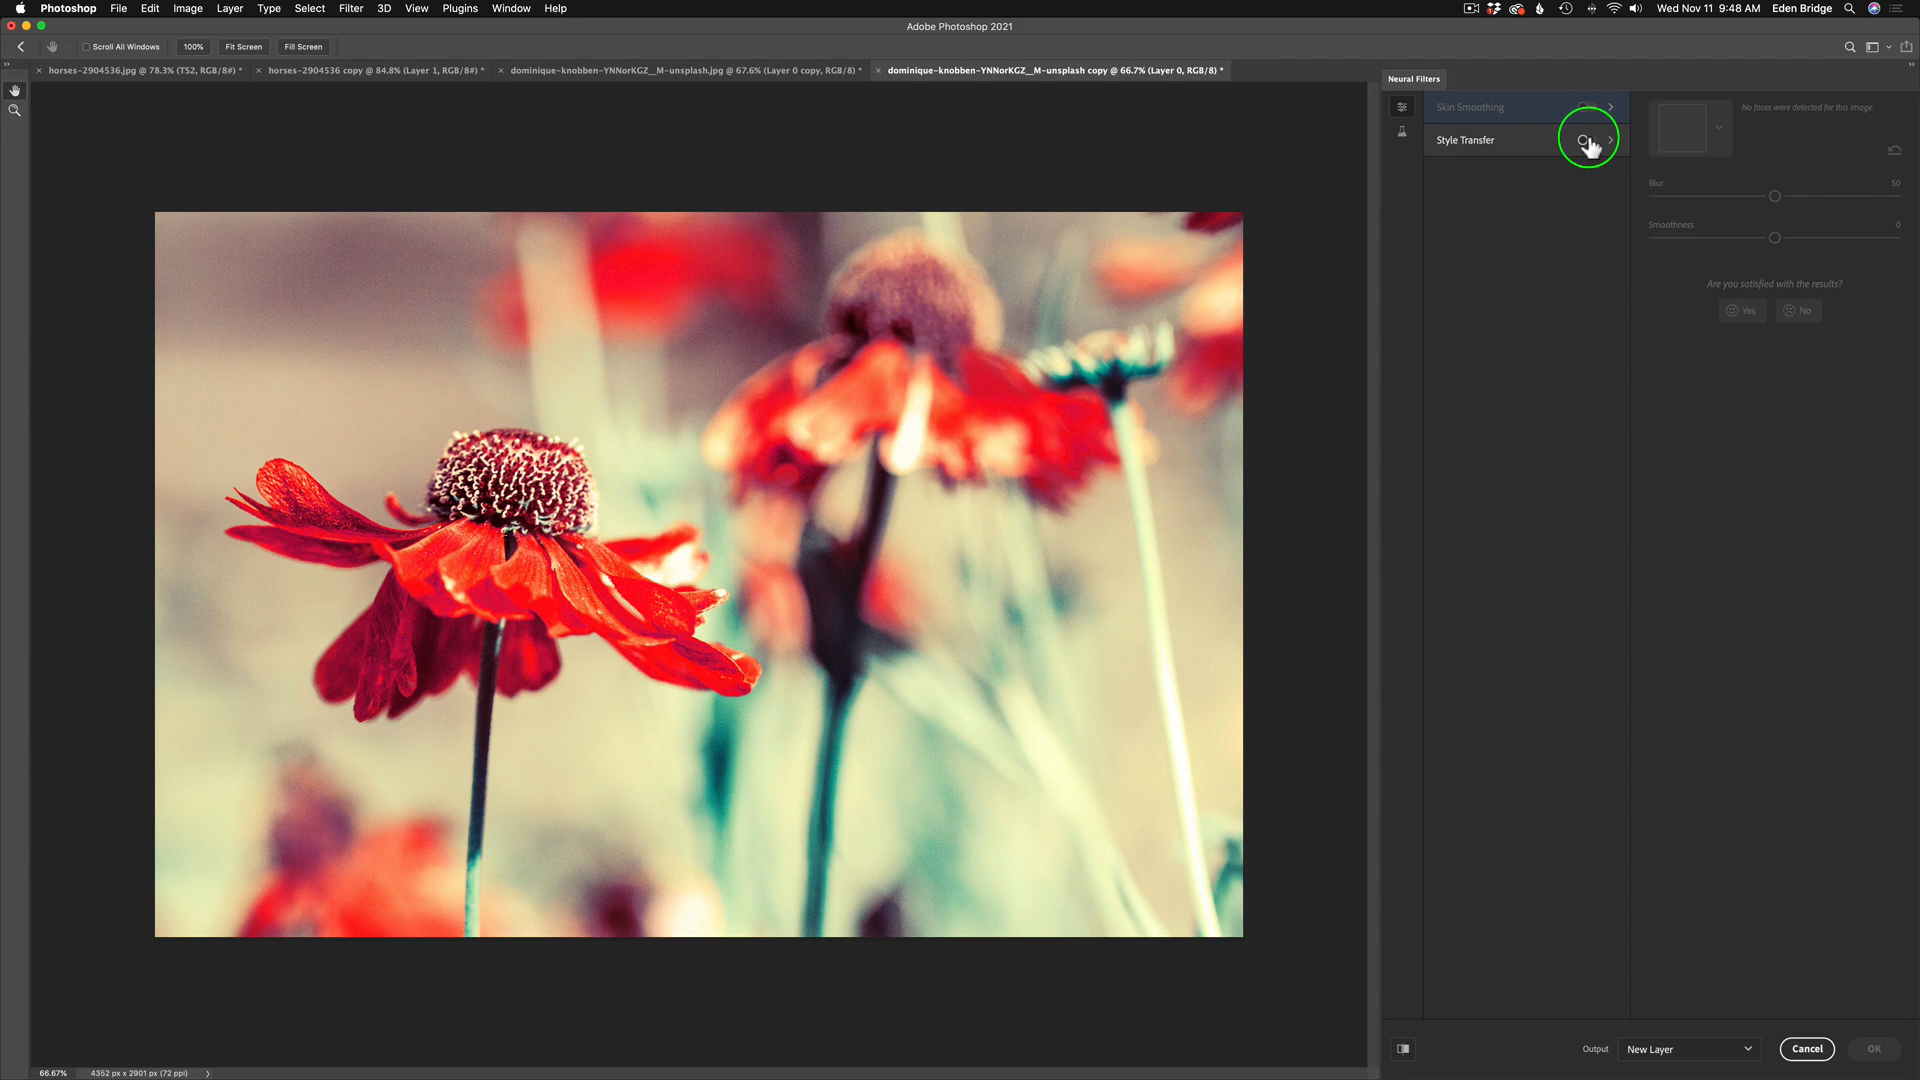 Photoshop File Edit Image Layer Type Select Filter 3D View Plugins Window Help Wed Nov 11 9:48 AM Eden Bridge
Adobe Photoshop 2021
Scroll All Windows 100% Fit Screen Fill Screen
horses-2904536.jpg @ 78.3% (TS2, RGB/8#) * horses-2904536 copy @ 84.8% (Layer 1, RGB/8#) * dominique-knobben-YNNorKGZ__M-unsplash.jpg @ 67.6% (Layer 0 copy, RGB/8) * dominique-knobben-YNNorKGZ__M-unsplash copy @ 66.7% (Layer 0, RGB/8) *
Neural Filters
Skin Smoothing
Style Transfer
No faces were detected for this image.
Blur 50
Smoothness 0
Are you satisfied with the results?
Yes No
Output New Layer Cancel OK
66.67% 4352 px x 2901 px (72 ppi)